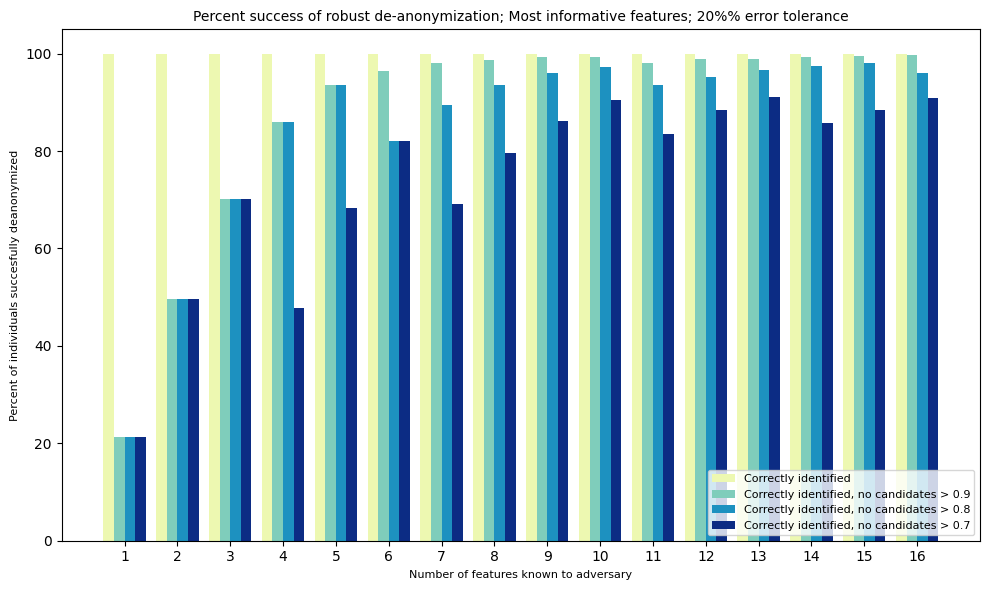 Percent success of robust de-anonymization; Most informative features; 20%% error tolerance
Percent of individuals succesfully deanonymized
100
80
60
40
20
0
Correctly identified
Correctly identified, no candidates > 0.9
Correctly identified, no candidates > 0.8
Correctly identified, no candidates > 0.7
1 2 3 4 5 6 7 8 9 10 11 12 13 14 15 16
Number of features known to adversary